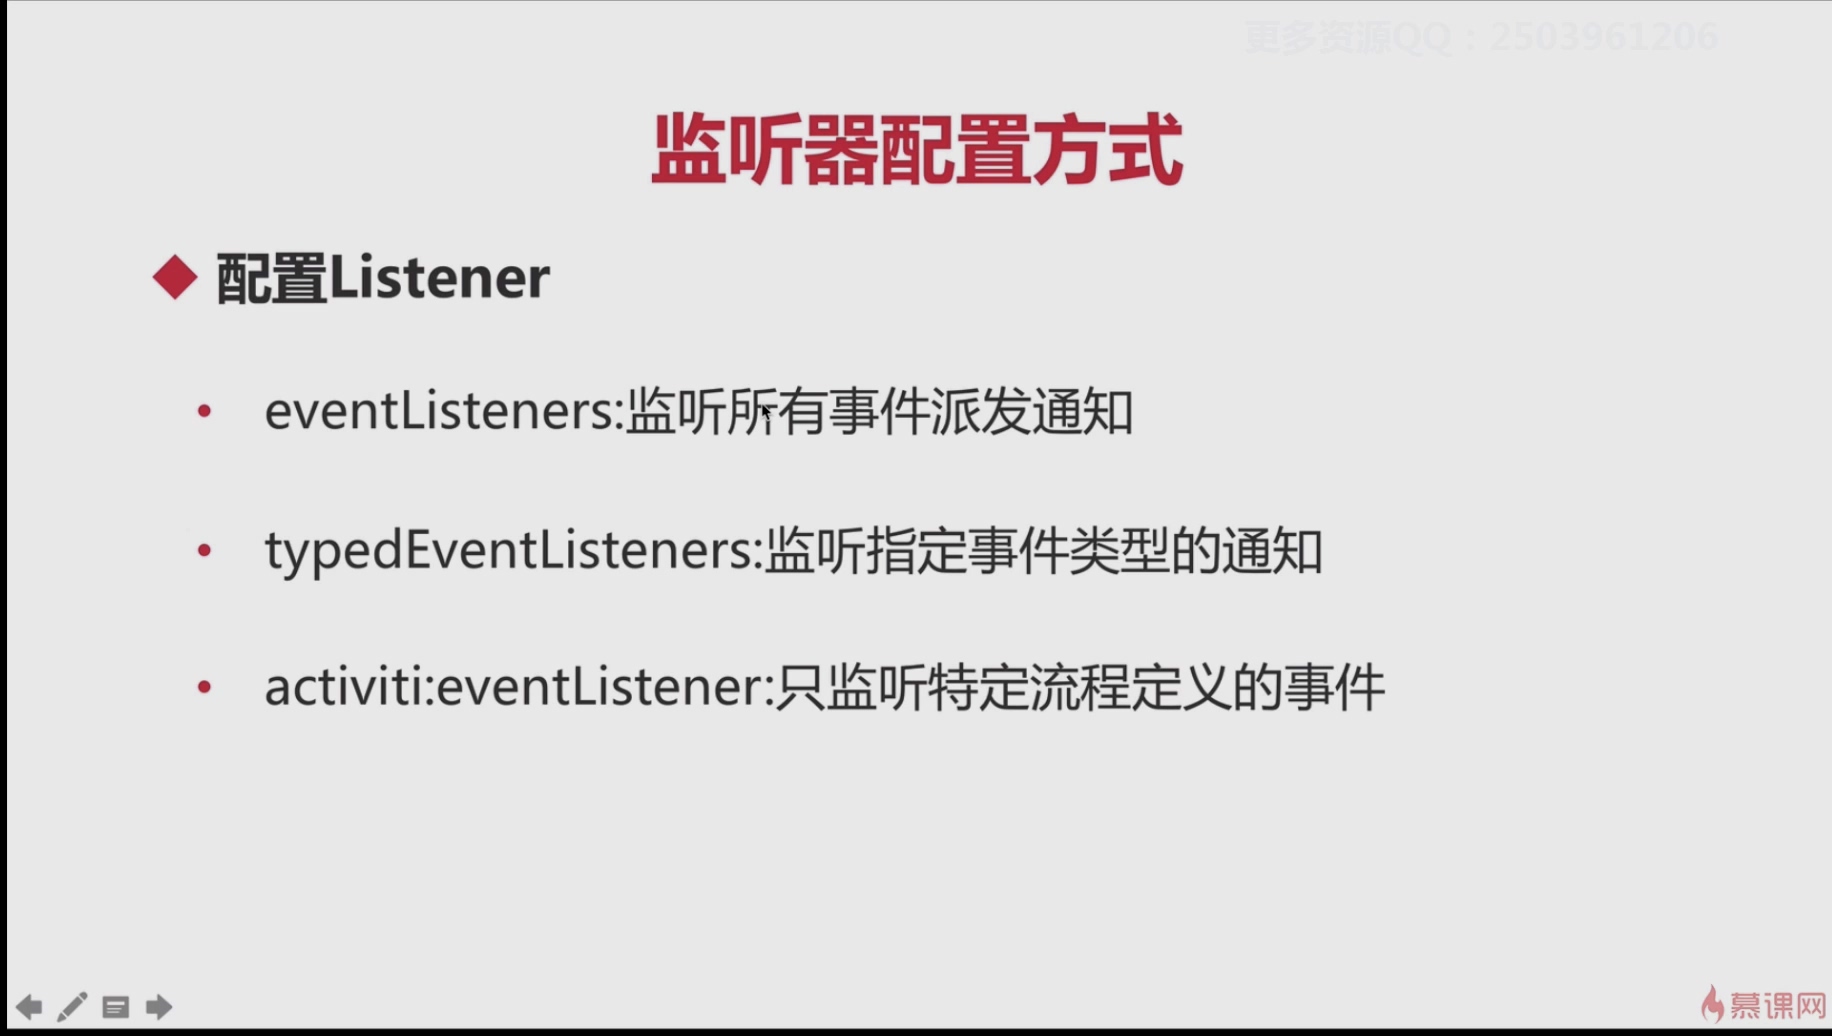 更多资源QQ：2503961206
监听器配置方式
配置Listener
eventListeners:监听所有事件派发通知
typedEventListeners:监听指定事件类型的通知
activiti:eventListener:只监听特定流程定义的事件
慕课网